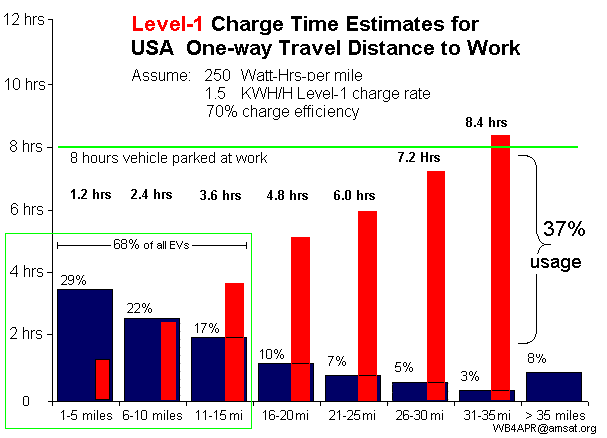 12 hrs
Level-1 Charge Time Estimates for
USA One-way Travel Distance to Work
10 hrs
Assume: 250 Watt-Hrs-per mile
1.5 KWH/H Level-1 charge rate
70% charge efficiency
8.4 hrs
8 hrs
8 hours vehicle parked at work
7.2 Hrs
1.2 hrs 2.4 hrs 3.6 hrs 4.8 hrs 6.0 hrs
6 hrs
37%
usage
68% of all EVs
4 hrs
29%
22%
17%
2 hrs
10%
7%
5%
3%
8%
0
1-5 miles 6-10 miles 11-15 mi 16-20 mi 21-25 mi 26-30 mi 31-35 mi > 35 miles
WB4APR@amsat.org